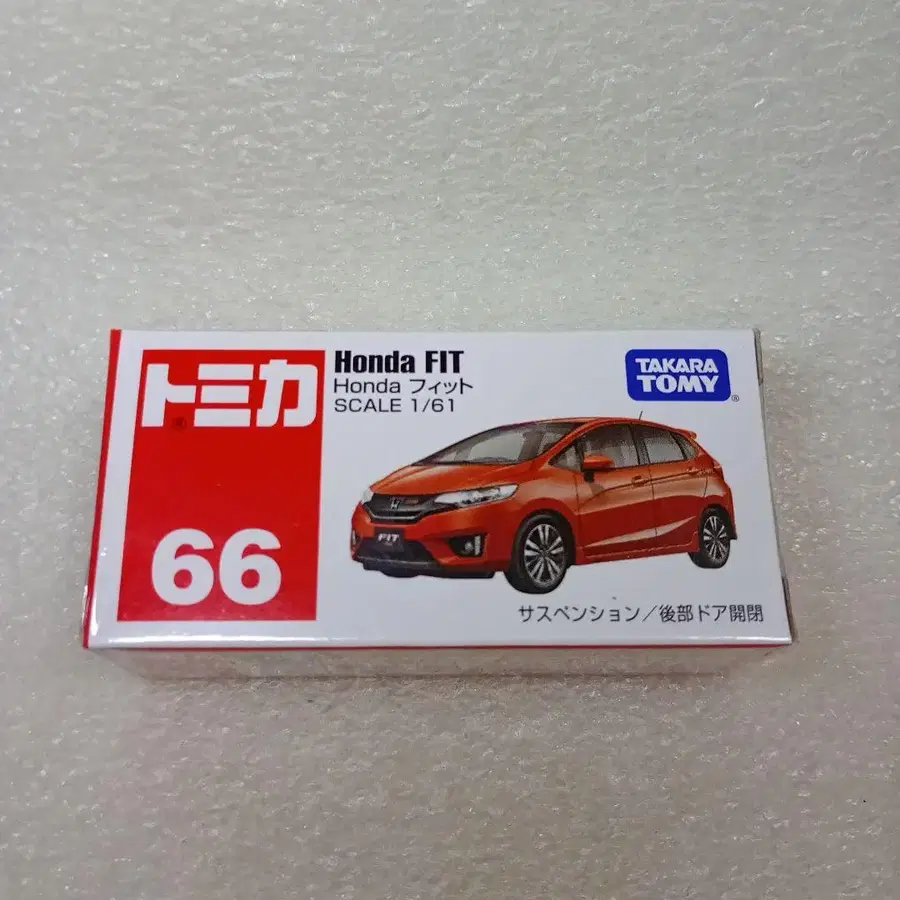 トミカ
®
66
Honda FIT
Honda フィット
SCALE 1/61
TAKARA
TOMY
®
FIT
サスペンション/後部ドア開閉